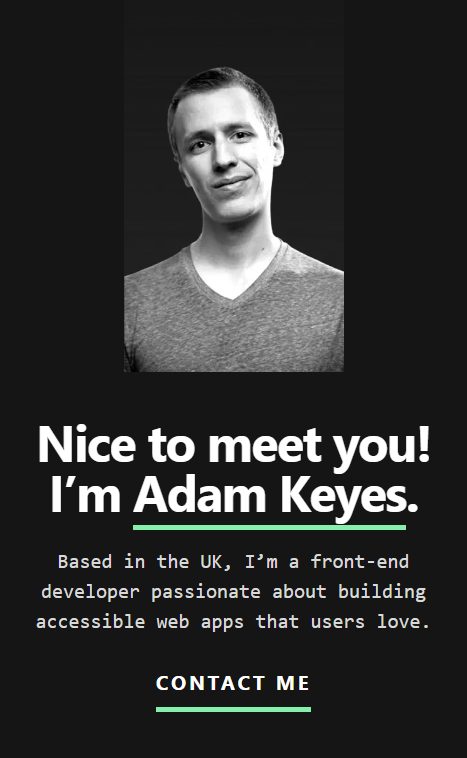 Nice to meet you!
I’m Adam Keyes.
Based in the UK, I’m a front-end
developer passionate about building
accessible web apps that users love.
CONTACT ME